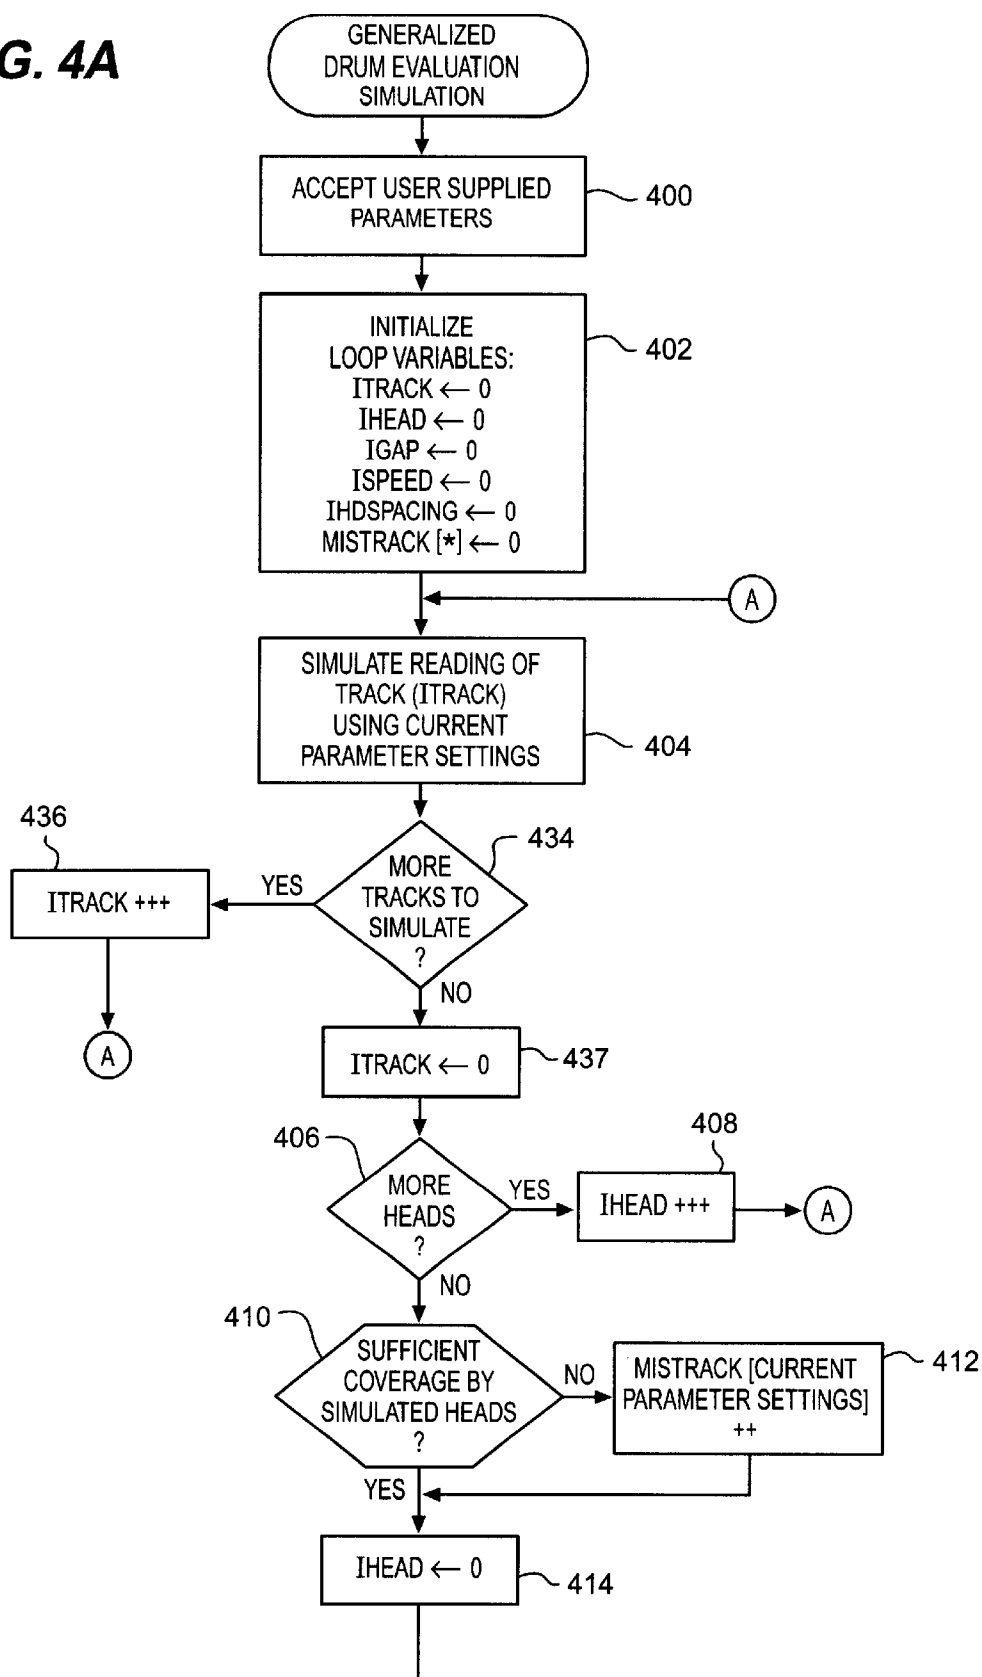 G. 4A
GENERALIZED
DRUM EVALUATION
SIMULATION
ACCEPT USER SUPPLIED
PARAMETERS
400
INITIALIZE
LOOP VARIABLES:
ITRACK ← 0
IHEAD ← 0
IGAP ← 0
ISPEED ← 0
IHDSPACING ← 0
MISTRACK [*] ← 0
402
A
SIMULATE READING OF
TRACK (ITRACK)
USING CURRENT
PARAMETER SETTINGS
404
436
ITRACK +++
YES
MORE
TRACKS TO
SIMULATE
?
434
NO
A
ITRACK ← 0
437
406
MORE
HEADS
?
YES
408
IHEAD +++
A
NO
410
SUFFICIENT
COVERAGE BY
SIMULATED HEADS
?
NO
MISTRACK [CURRENT
PARAMETER SETTINGS]
++
412
YES
IHEAD ← 0
414